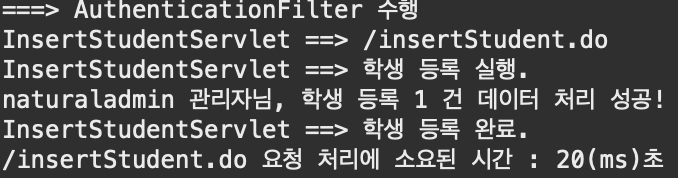 ===> AuthenticationFilter 수행
InsertStudentServlet ==> /insertStudent.do
InsertStudentServlet ==> 학생 등록 실행.
naturaladmin 관리자님, 학생 등록 1 건 데이터 처리 성공!
InsertStudentServlet ==> 학생 등록 완료.
/insertStudent.do 요청 처리에 소요된 시간 : 20(ms)초